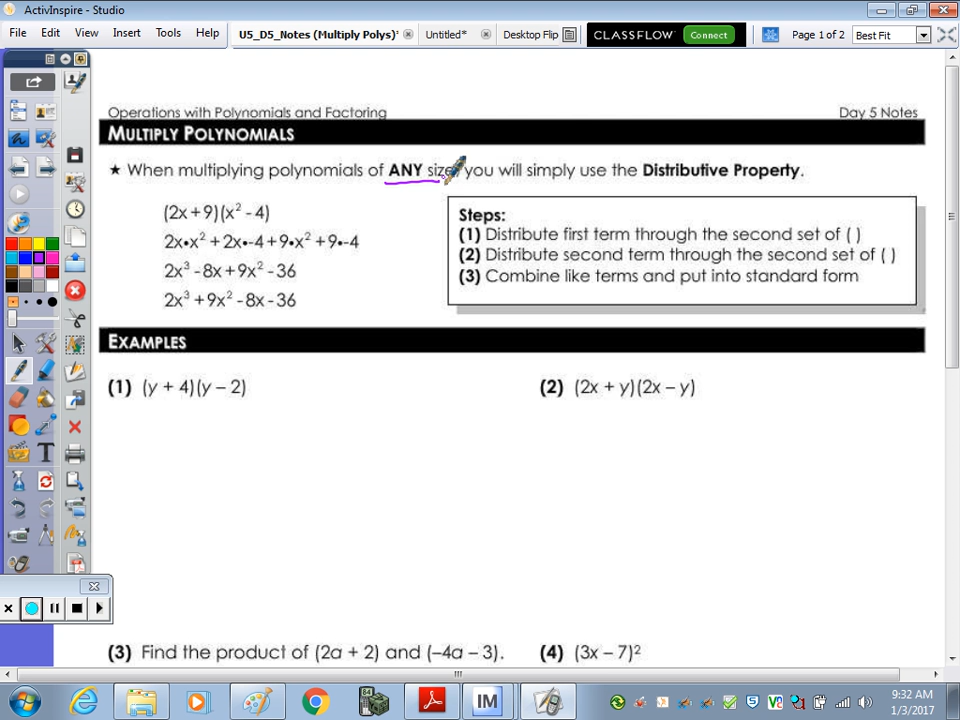 ActivInspire - Studio
File Edit View Insert Tools Help
U5_D5_Notes (Multiply Polys)* Untitled* Desktop Flip CLASSFLOW Connect Page 1 of 2 Best Fit
Operations with Polynomials and Factoring Day 5 Notes
MULTIPLY POLYNOMIALS
★ When multiplying polynomials of ANY size, you will simply use the Distributive Property.
(2x + 9)(x² - 4)
2x•x² + 2x•-4 + 9•x² + 9•-4
2x³ - 8x + 9x² - 36
2x³ + 9x² - 8x - 36
Steps:
(1) Distribute first term through the second set of ( )
(2) Distribute second term through the second set of ( )
(3) Combine like terms and put into standard form
EXAMPLES
(1) (y + 4)(y – 2)
(2) (2x + y)(2x – y)
(3) Find the product of (2a + 2) and (–4a – 3).
(4) (3x – 7)²
IM
9:32 AM
1/3/2017